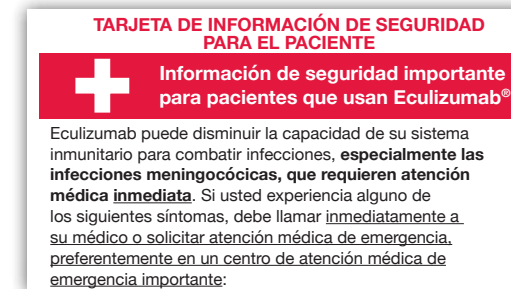 TARJETA DE INFORMACIÓN DE SEGURIDAD
PARA EL PACIENTE
Información de seguridad importante
para pacientes que usan Eculizumab®
Eculizumab puede disminuir la capacidad de su sistema
inmunitario para combatir infecciones, especialmente las
infecciones meningocócicas, que requieren atención
médica inmediata. Si usted experiencia alguno de
los siguientes síntomas, debe llamar inmediatamente a
su médico o solicitar atención médica de emergencia,
preferentemente en un centro de atención médica de
emergencia importante: